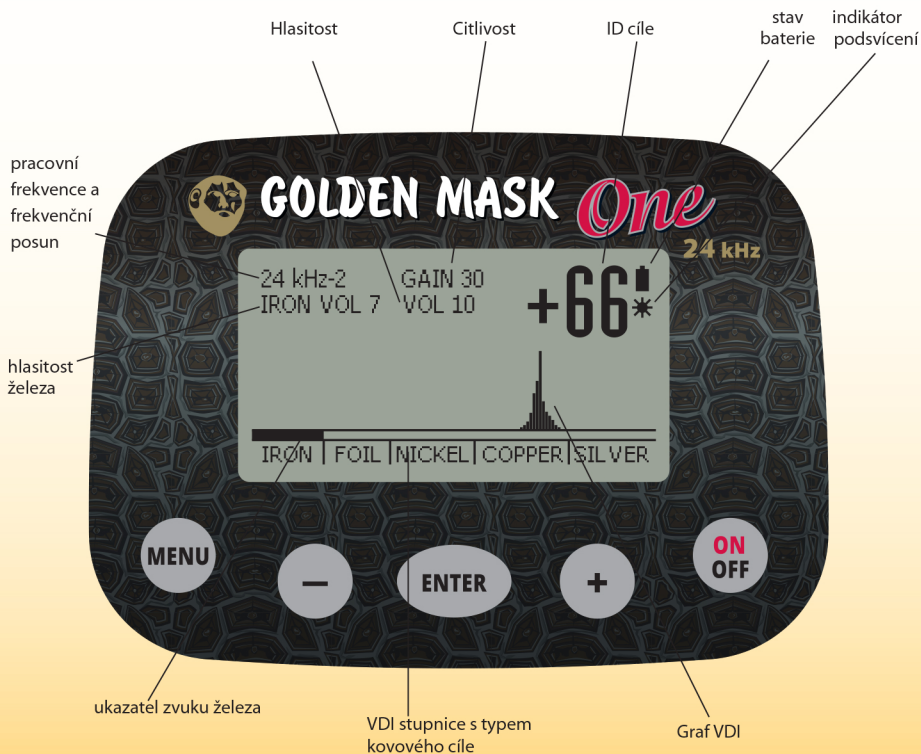 Hlasitost
Citlivost
ID cíle
stav
baterie
indikátor
podsvícení
pracovní
frekvence a
frekvenční
posun
GOLDEN MASK One
24 kHz
24 kHz-2
GAIN 30
+66
IRON VOL 7
VOL 10
hlasitost
železa
IRON
FOIL
NICKEL
COPPER
SILVER
MENU
–
ENTER
+
ON
OFF
ukazatel zvuku železa
VDI stupnice s typem
kovového cíle
Graf VDI